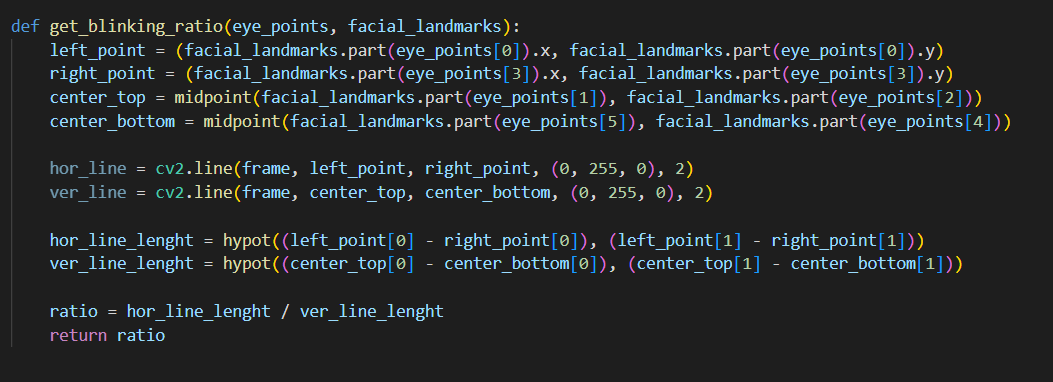 def get_blinking_ratio(eye_points, facial_landmarks):
    left_point = (facial_landmarks.part(eye_points[0]).x, facial_landmarks.part(eye_points[0]).y)
    right_point = (facial_landmarks.part(eye_points[3]).x, facial_landmarks.part(eye_points[3]).y)
    center_top = midpoint(facial_landmarks.part(eye_points[1]), facial_landmarks.part(eye_points[2]))
    center_bottom = midpoint(facial_landmarks.part(eye_points[5]), facial_landmarks.part(eye_points[4]))

    hor_line = cv2.line(frame, left_point, right_point, (0, 255, 0), 2)
    ver_line = cv2.line(frame, center_top, center_bottom, (0, 255, 0), 2)

    hor_line_lenght = hypot((left_point[0] - right_point[0]), (left_point[1] - right_point[1]))
    ver_line_lenght = hypot((center_top[0] - center_bottom[0]), (center_top[1] - center_bottom[1]))

    ratio = hor_line_lenght / ver_line_lenght
    return ratio